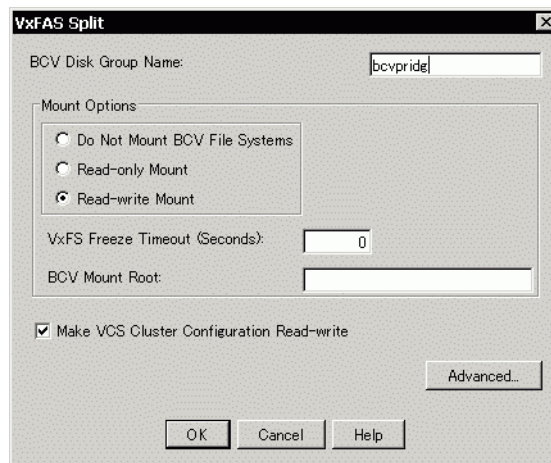 VxFAS Split
BCV Disk Group Name: bcvpridg
Mount Options
Do Not Mount BCV File Systems
Read-only Mount
Read-write Mount
VxFS Freeze Timeout (Seconds): 0
BCV Mount Root:
Make VCS Cluster Configuration Read-write
Advanced...
OK Cancel Help